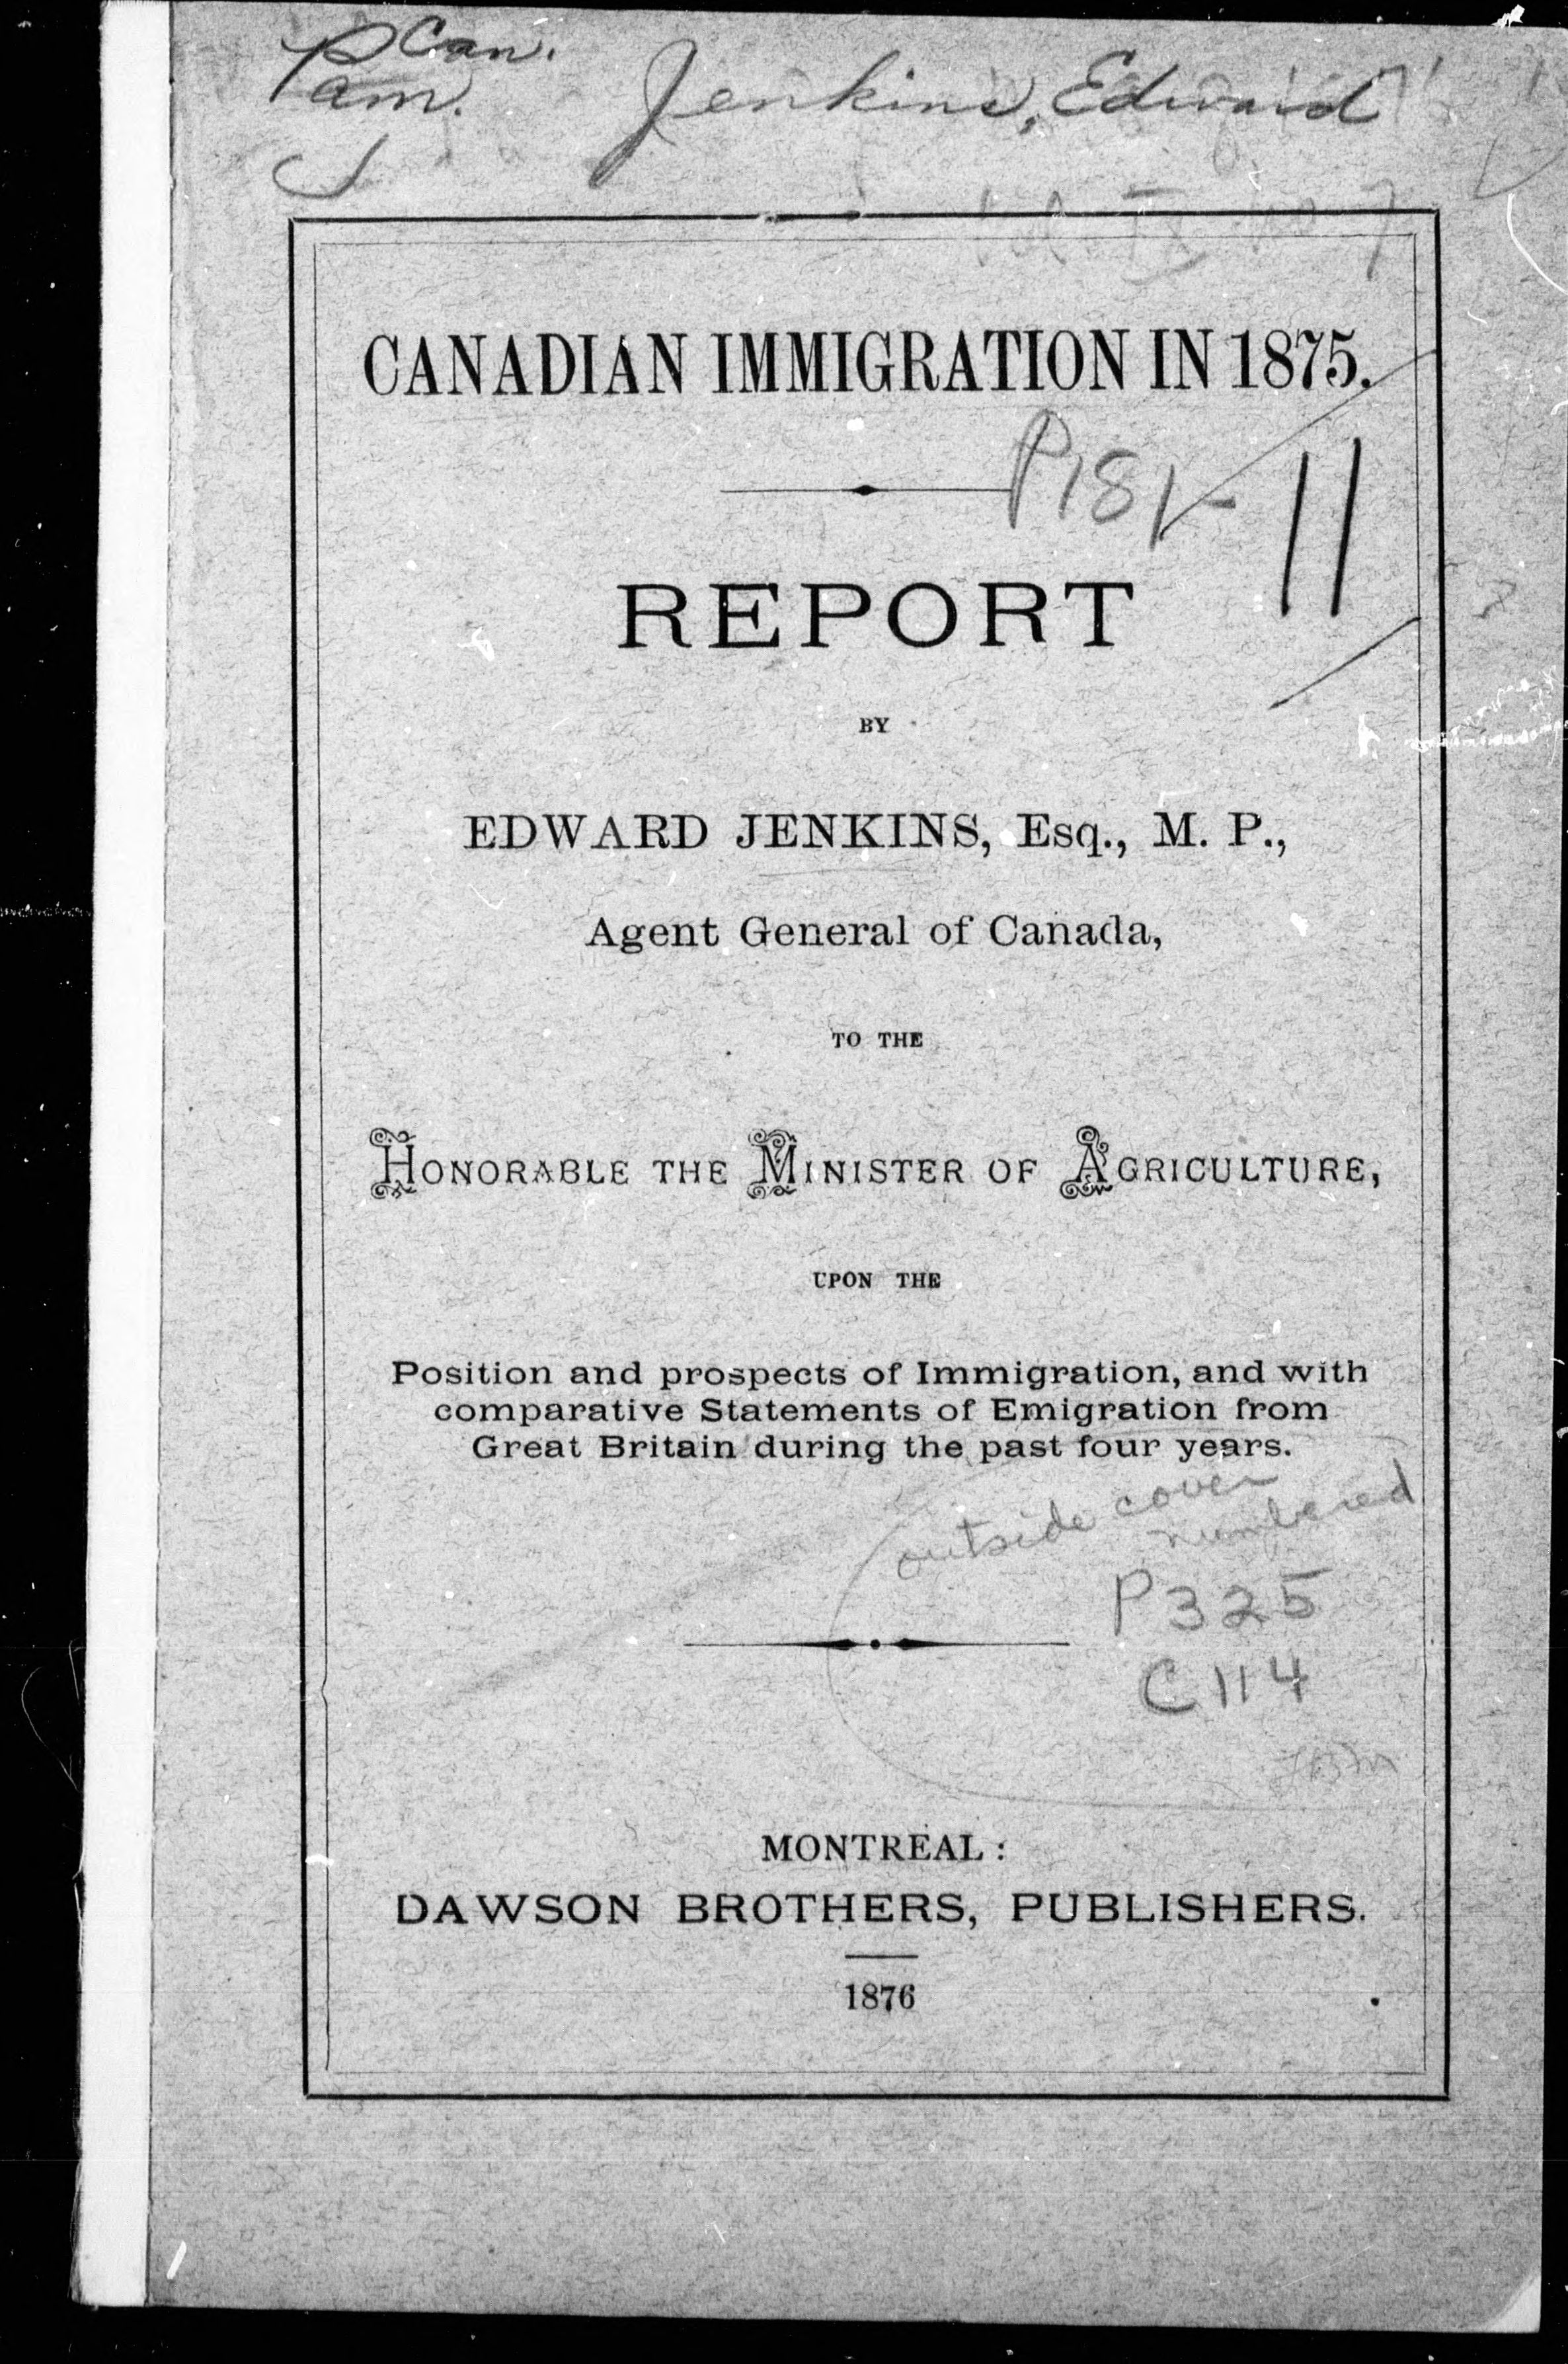 Can.
Pam. Jenkins, Edward
J
CANADIAN IMMIGRATION IN 1875.
P181-
11
REPORT
BY
EDWARD JENKINS, Esq., M. P.,
Agent General of Canada,
TO THE
HONORABLE THE MINISTER OF AGRICULTURE,
UPON THE
Position and prospects of Immigration, and with
comparative Statements of Emigration from
Great Britain during the past four years.
outside cover
numbered
P325
C114
MONTREAL :
DAWSON BROTHERS, PUBLISHERS.
1876